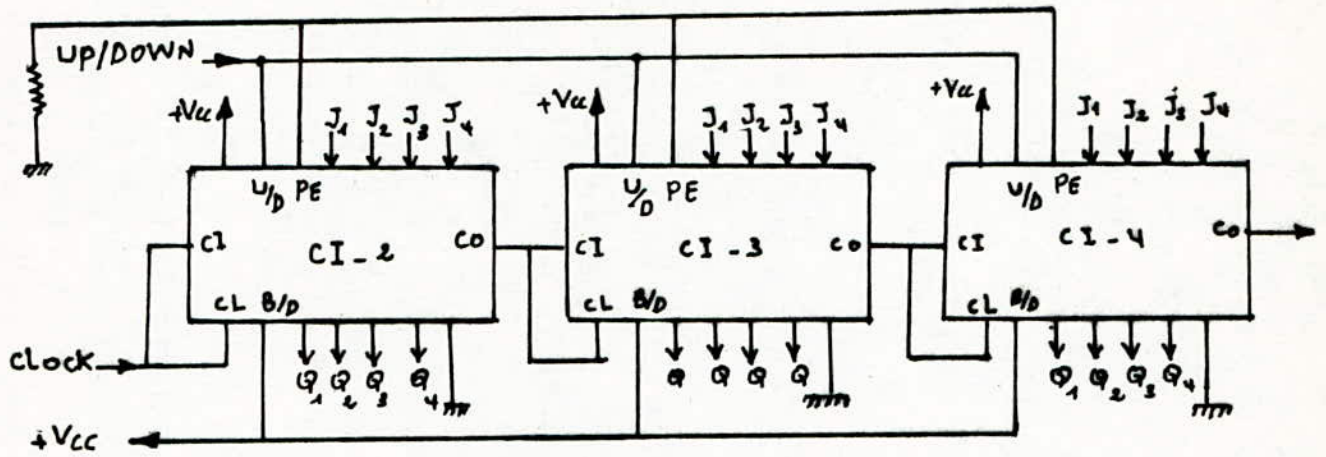 UP/DOWN
+Vcc +Vcc +Vcc
J1 J2 J3 J4 J1 J2 J3 J4 J1 J2 J3 J4
U/D PE U/D PE U/D PE
CI CI-2 CO CI CI-3 CO CI CI-4 CO
CL B/D CL B/D CL B/D
CLOCK
Q1 Q2 Q3 Q4 Q Q Q Q Q1 Q2 Q3 Q4
+Vcc